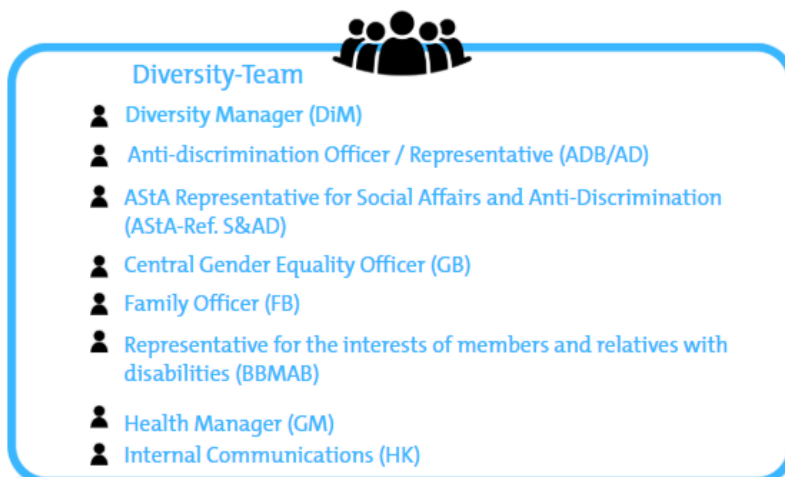 Diversity-Team
Diversity Manager (DiM)
Anti-discrimination Officer / Representative (ADB/AD)
AStA Representative for Social Affairs and Anti-Discrimination
(AStA-Ref. S&AD)
Central Gender Equality Officer (GB)
Family Officer (FB)
Representative for the interests of members and relatives with
disabilities (BBMAB)
Health Manager (GM)
Internal Communications (HK)